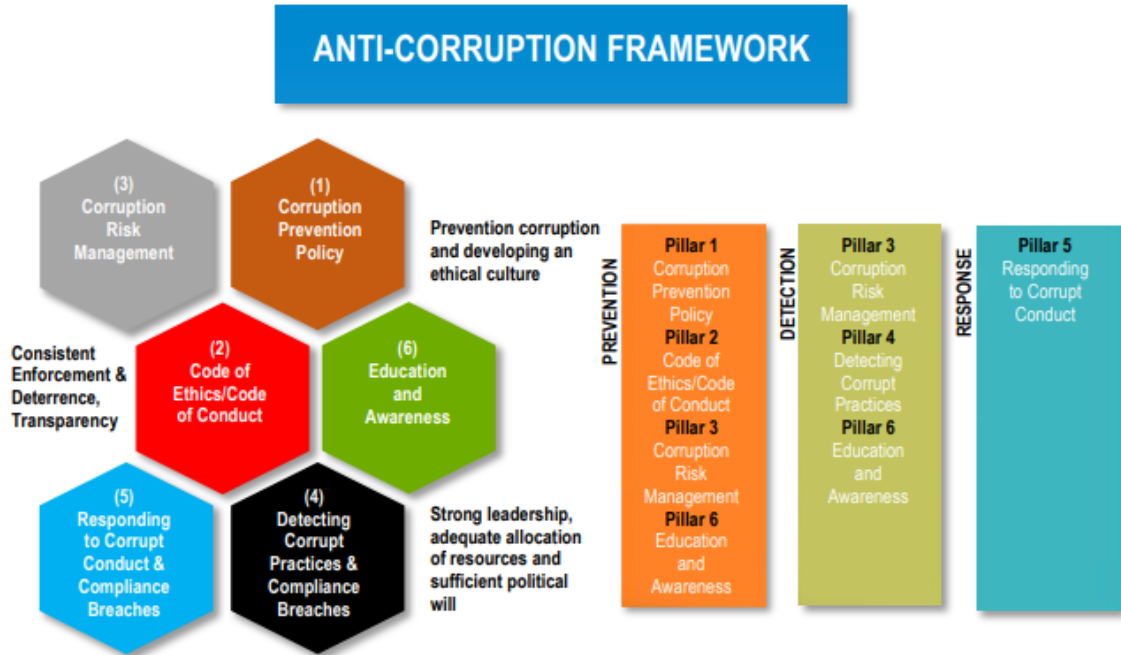 ANTI-CORRUPTION FRAMEWORK
(3)
Corruption
Risk
Management
(1)
Corruption
Prevention
Policy
Prevention corruption
and developing an
ethical culture
Consistent
Enforcement &
Deterrence,
Transparency
(2)
Code of
Ethics/Code
of Conduct
(6)
Education
and
Awareness
(5)
Responding
to Corrupt
Conduct &
Compliance
Breaches
(4)
Detecting
Corrupt
Practices &
Compliance
Breaches
Strong leadership,
adequate allocation
of resources and
sufficient political
will
PREVENTION
Pillar 1
Corruption
Prevention
Policy
Pillar 2
Code of
Ethics/Code
of Conduct
Pillar 3
Corruption
Risk
Management
Pillar 6
Education
and
Awareness
DETECTION
Pillar 3
Corruption
Risk
Management
Pillar 4
Detecting
Corrupt
Practices
Pillar 6
Education
and
Awareness
RESPONSE
Pillar 5
Responding
to Corrupt
Conduct